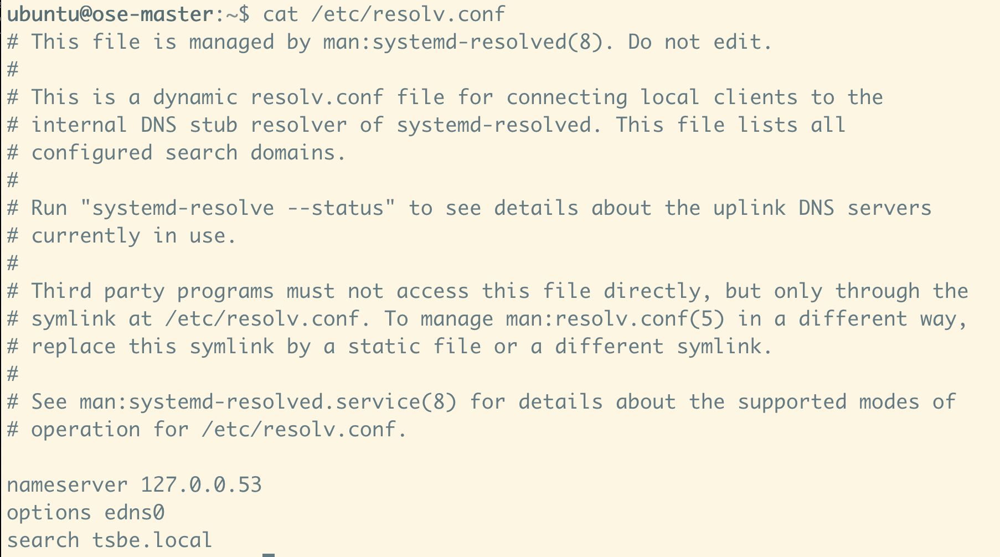 ubuntu@ose-master:~$ cat /etc/resolv.conf
# This file is managed by man:systemd-resolved(8). Do not edit.
#
# This is a dynamic resolv.conf file for connecting local clients to the
# internal DNS stub resolver of systemd-resolved. This file lists all
# configured search domains.
#
# Run "systemd-resolve --status" to see details about the uplink DNS servers
# currently in use.
#
# Third party programs must not access this file directly, but only through the
# symlink at /etc/resolv.conf. To manage man:resolv.conf(5) in a different way,
# replace this symlink by a static file or a different symlink.
#
# See man:systemd-resolved.service(8) for details about the supported modes of
# operation for /etc/resolv.conf.

nameserver 127.0.0.53
options edns0
search tsbe.local